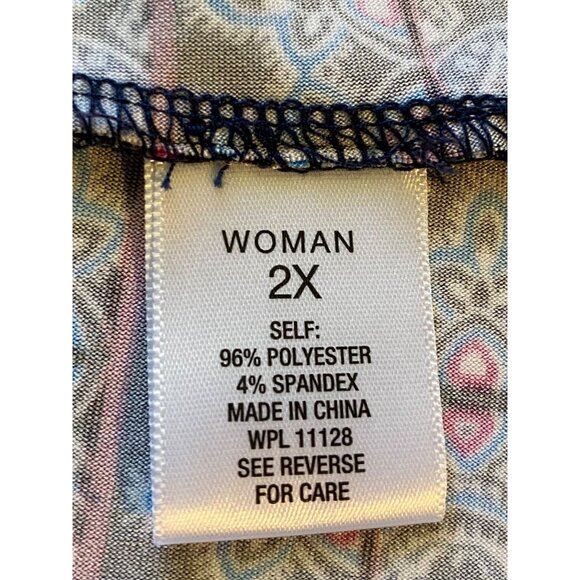 WOMAN
2X
SELF:
96% POLYESTER
4% SPANDEX
MADE IN CHINA
WPL 11128
SEE REVERSE
FOR CARE